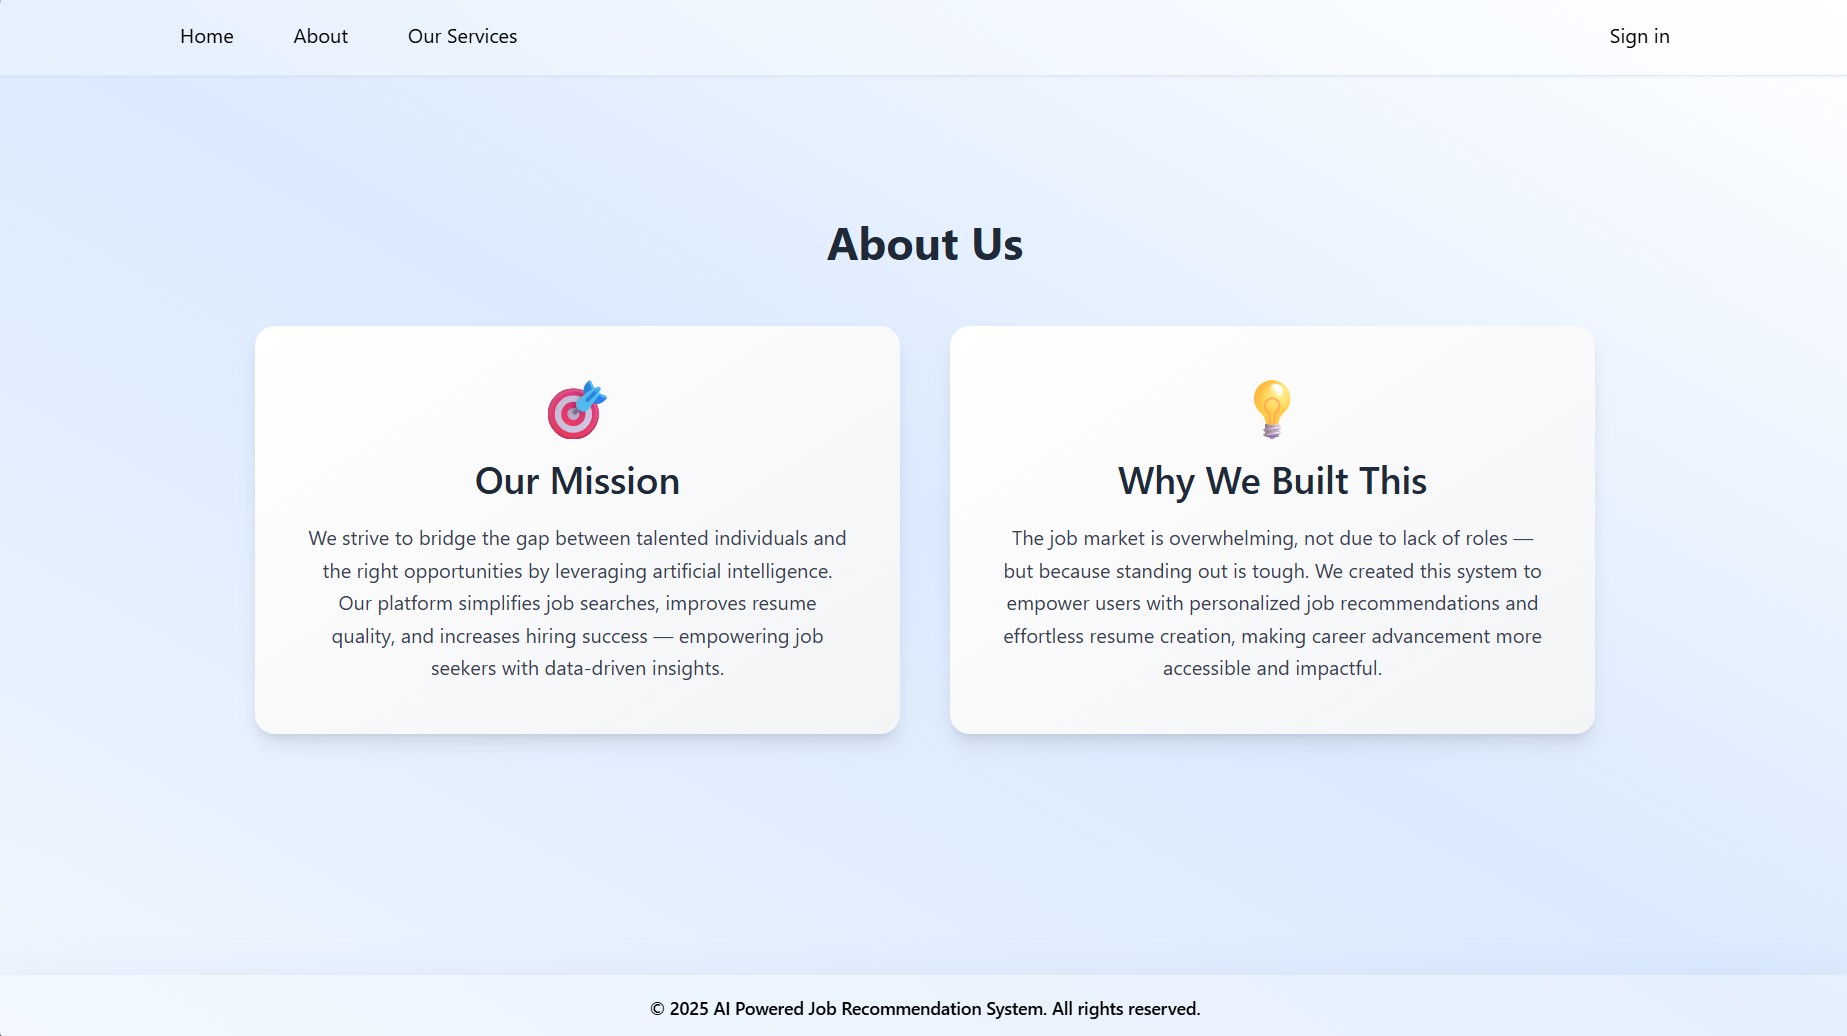 Home About Our Services Sign in
About Us
Our Mission
We strive to bridge the gap between talented individuals and
the right opportunities by leveraging artificial intelligence.
Our platform simplifies job searches, improves resume
quality, and increases hiring success — empowering job
seekers with data-driven insights.
Why We Built This
The job market is overwhelming, not due to lack of roles —
but because standing out is tough. We created this system to
empower users with personalized job recommendations and
effortless resume creation, making career advancement more
accessible and impactful.
© 2025 AI Powered Job Recommendation System. All rights reserved.